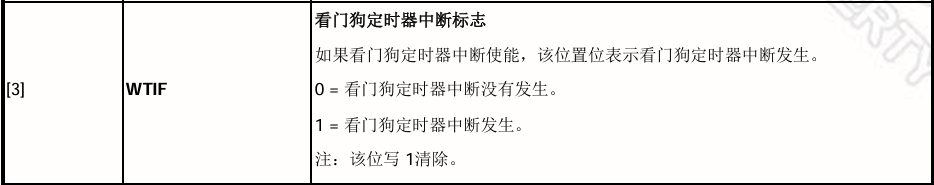 [3]
WTIF
看门狗定时器中断标志
如果看门狗定时器中断使能，该位置位表示看门狗定时器中断发生。
0 = 看门狗定时器中断没有发生。
1 = 看门狗定时器中断发生。
注：该位写 1清除。
ERTY